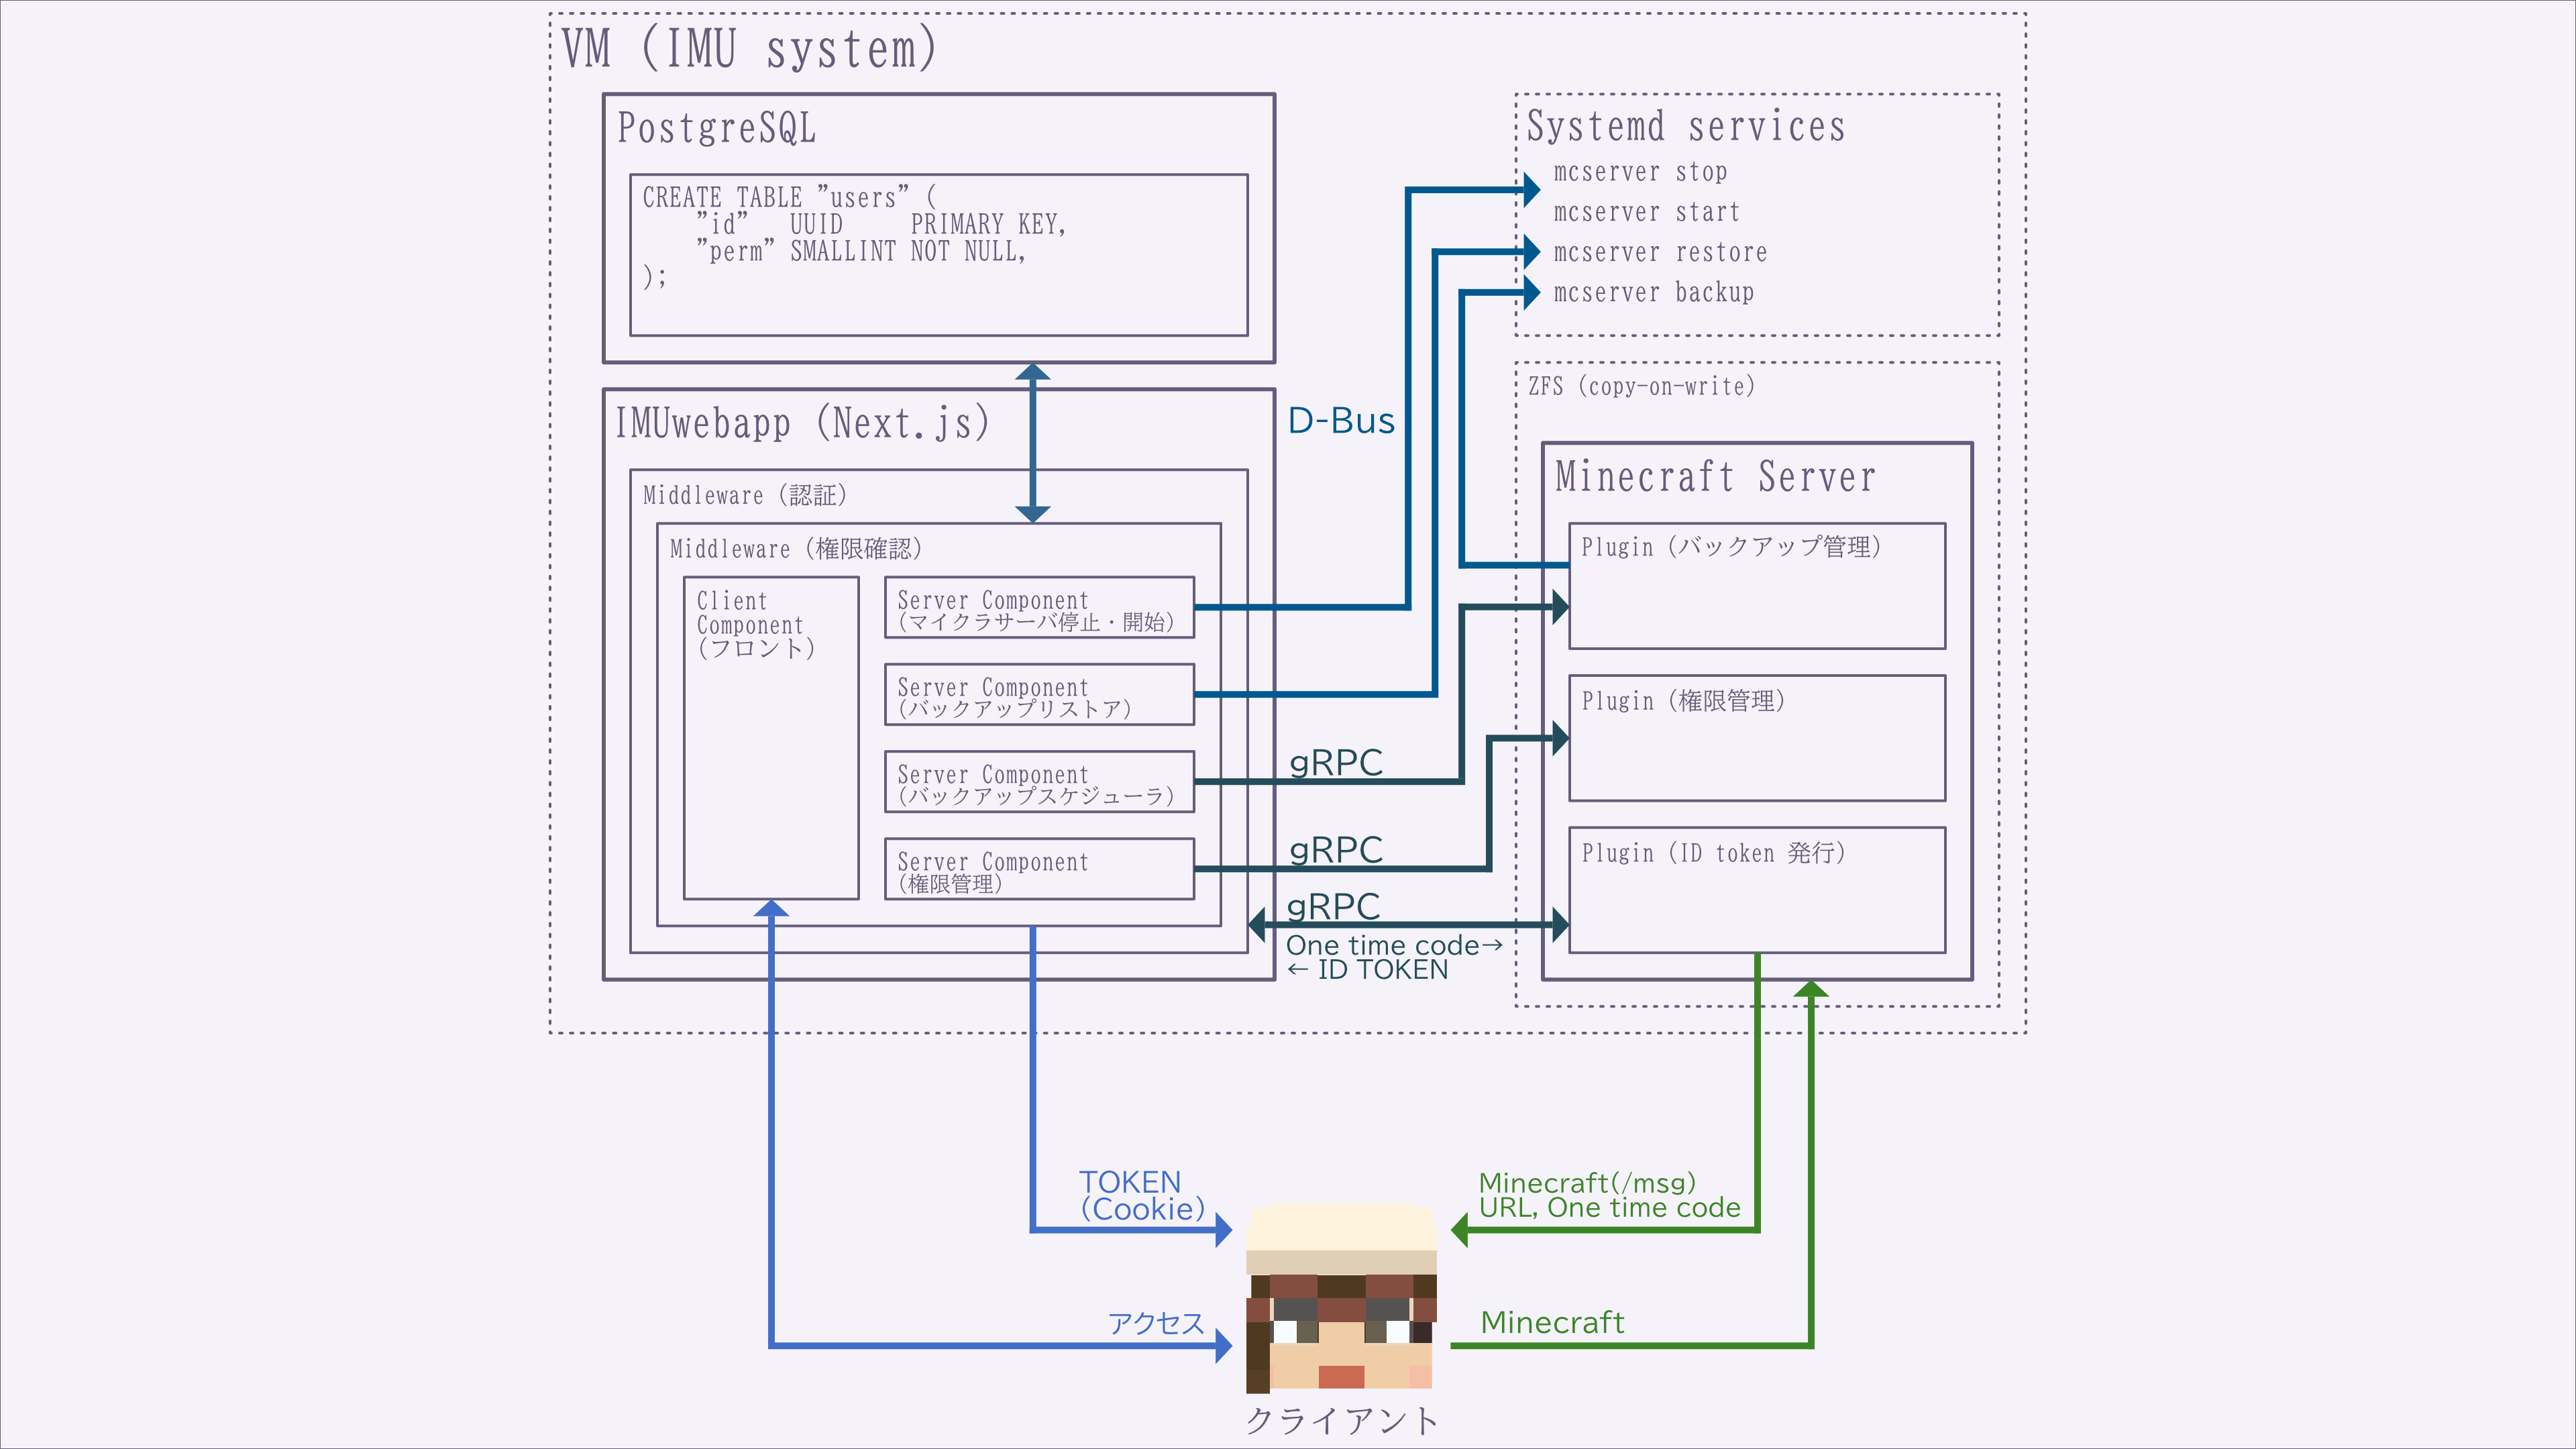 VM (IMU system)
PostgreSQL
CREATE TABLE ”users” (
”id” UUID PRIMARY KEY,
”perm” SMALLINT NOT NULL,
);
Systemd services
mcserver stop
mcserver start
mcserver restore
mcserver backup
IMUwebapp (Next.js)
Middleware (認証)
Middleware (権限確認)
Client
Component
(フロント)
Server Component
(マイクラサーバ停止・開始)
Server Component
(バックアップリストア)
Server Component
(バックアップスケジューラ)
Server Component
(権限管理)
D-Bus
gRPC
gRPC
gRPC
One time code→
← ID TOKEN
ZFS (copy-on-write)
Minecraft Server
Plugin (バックアップ管理)
Plugin (権限管理)
Plugin (ID token 発行)
TOKEN
(Cookie)
アクセス
Minecraft(/msg)
URL, One time code
Minecraft
クライアント